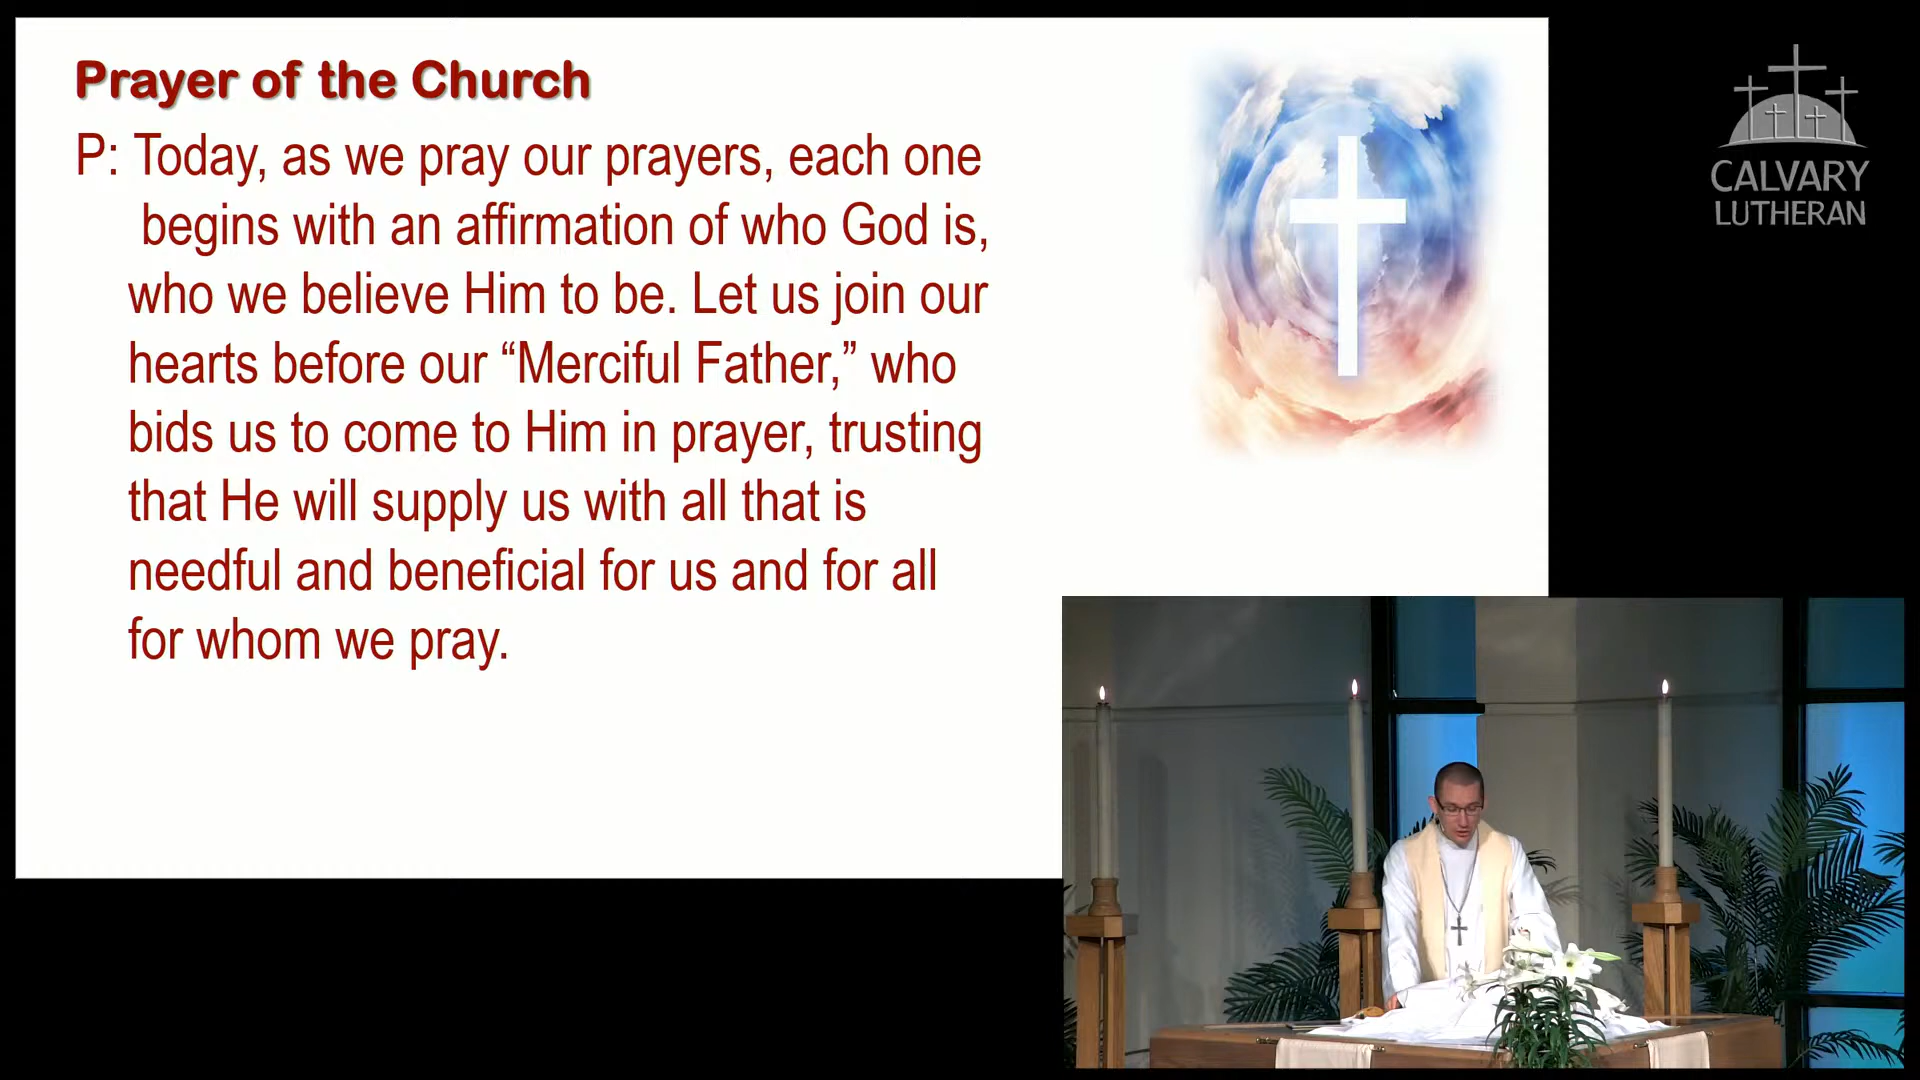 Prayer of the Church
P: Today, as we pray our prayers, each one
begins with an affirmation of who God is,
who we believe Him to be. Let us join our
hearts before our “Merciful Father,” who
bids us to come to Him in prayer, trusting
that He will supply us with all that is
needful and beneficial for us and for all
for whom we pray.
CALVARY
LUTHERAN